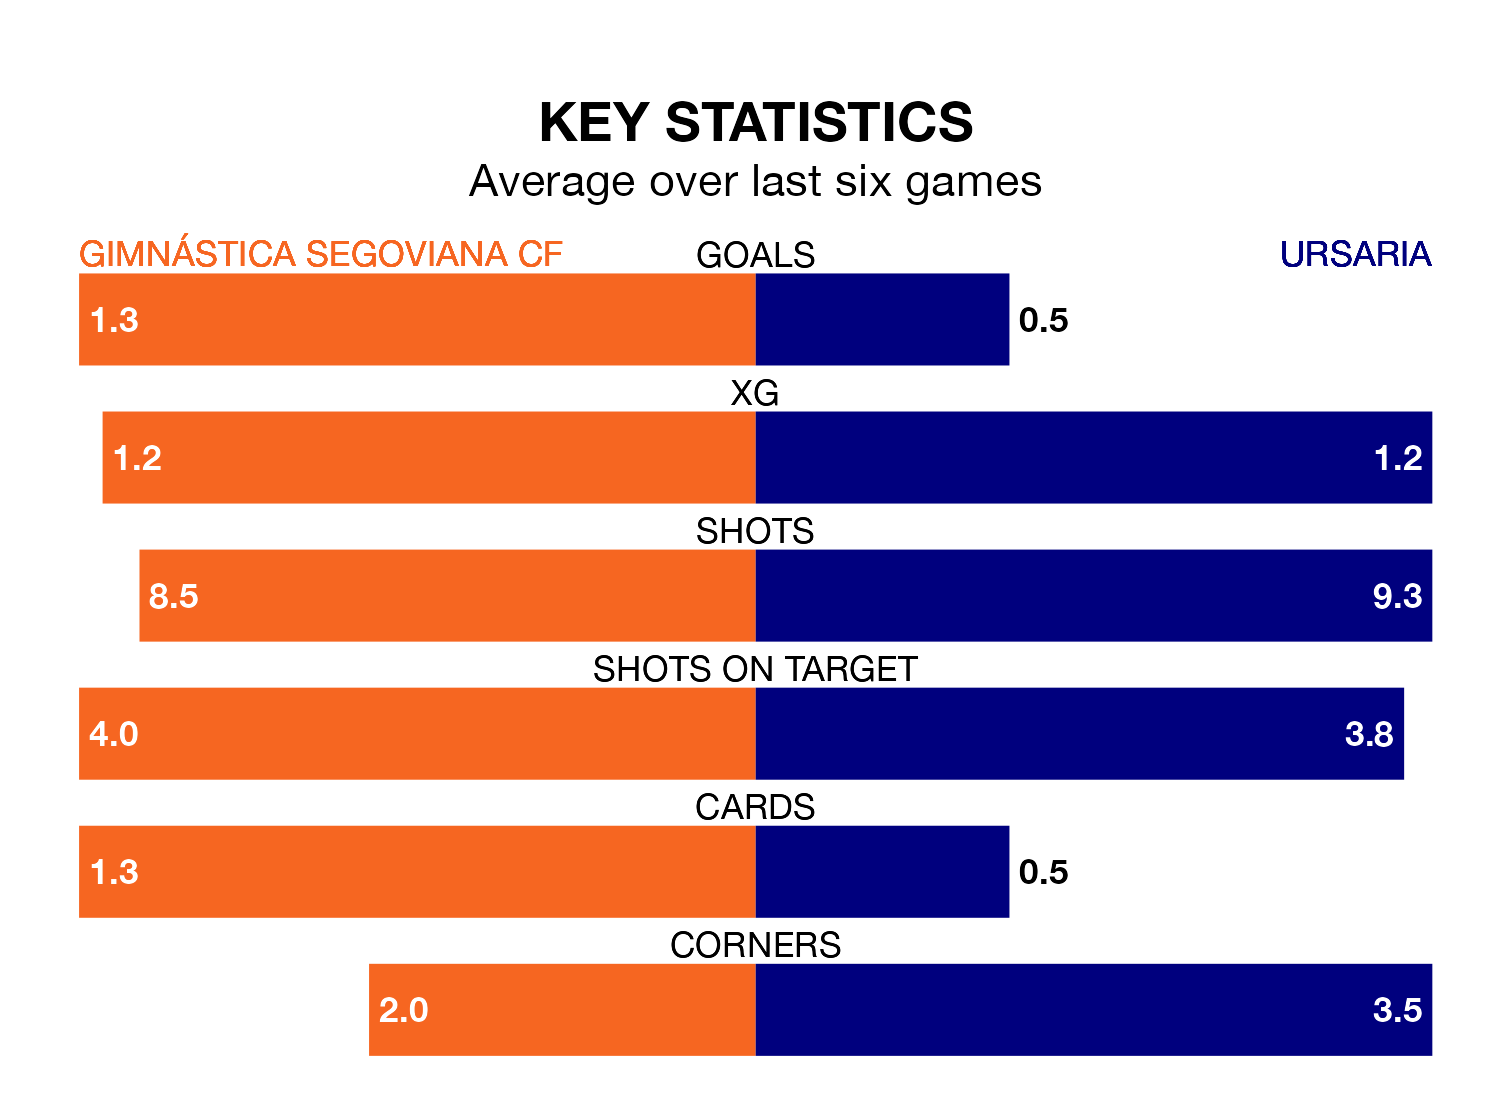 KEY STATISTICS
Average over last six games
GIMNÁSTICA SEGOVIANA CF GOALS URSARIA
1.3 0.5
XG
1.2 1.2
SHOTS
8.5 9.3
SHOTS ON TARGET
4.0 3.8
CARDS
1.3 0.5
CORNERS
2.0 3.5